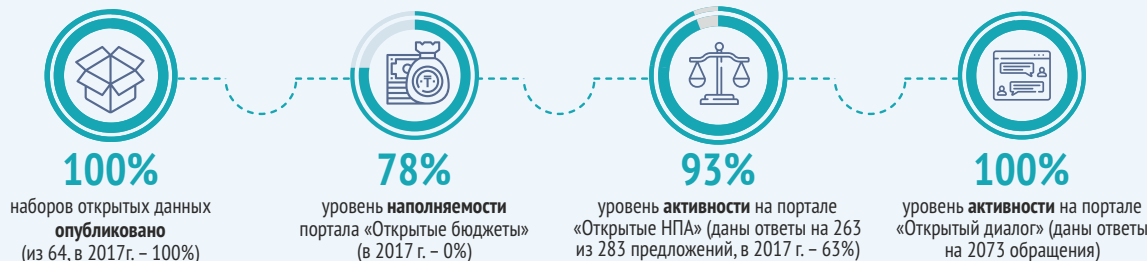 100%
наборов открытых данных
опубликовано
(из 64, в 2017г. – 100%)
78%
уровень наполняемости
портала «Открытые бюджеты»
(в 2017 г. – 0%)
93%
уровень активности на портале
«Открытые НПА» (даны ответы на 263
из 283 предложений, в 2017 г. – 63%)
100%
уровень активности на портале
«Открытый диалог» (даны ответы
на 2073 обращения)